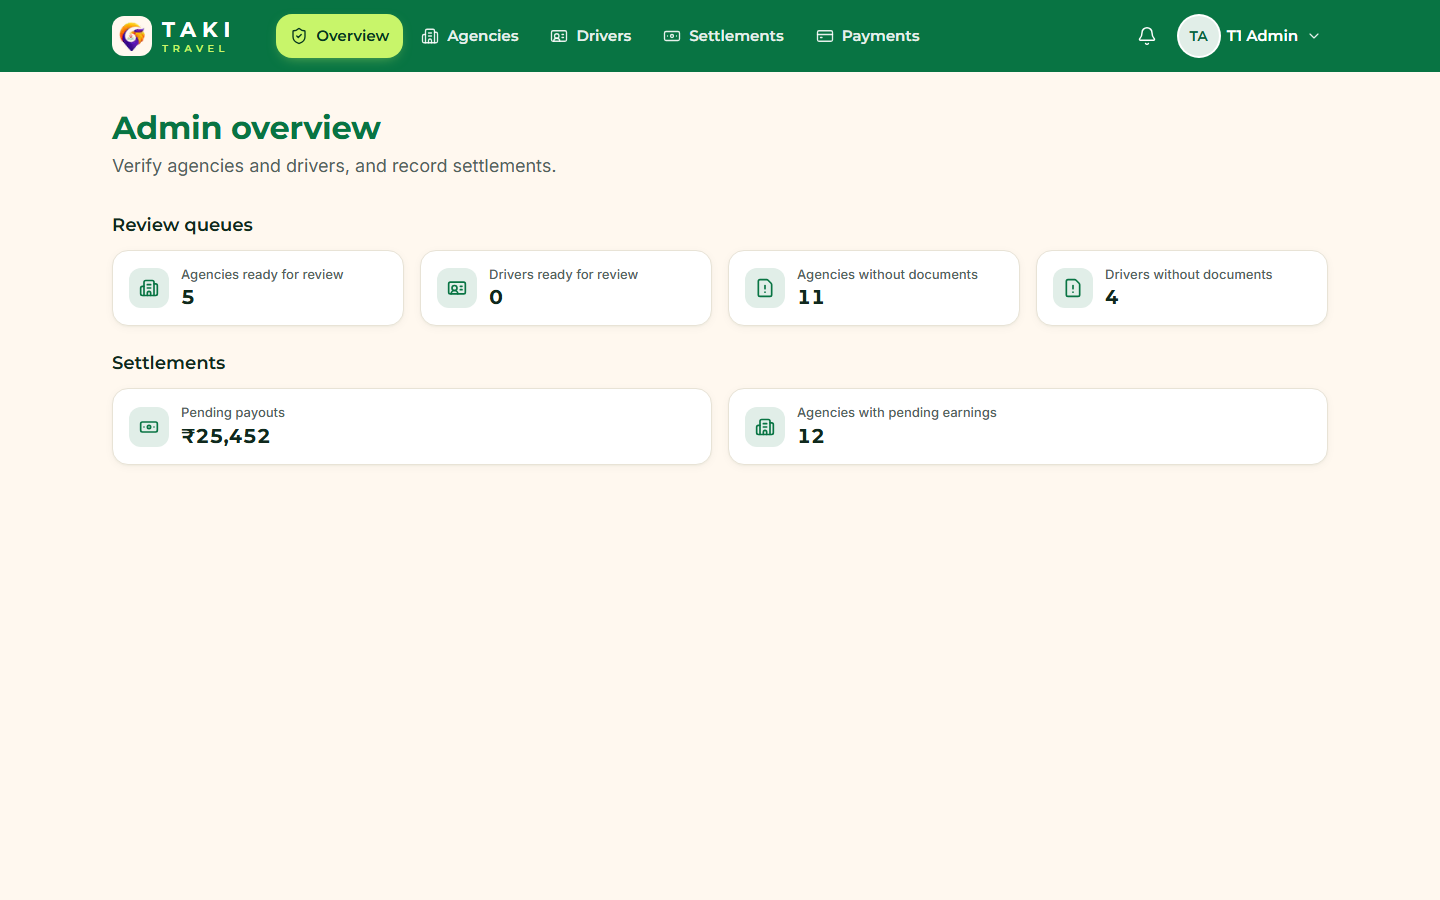 TAKI
TRAVEL
Overview
Agencies
Drivers
Settlements
Payments
TA
T1 Admin
Admin overview
Verify agencies and drivers, and record settlements.
Review queues
Agencies ready for review
5
Drivers ready for review
0
Agencies without documents
11
Drivers without documents
4
Settlements
Pending payouts
₹25,452
Agencies with pending earnings
12